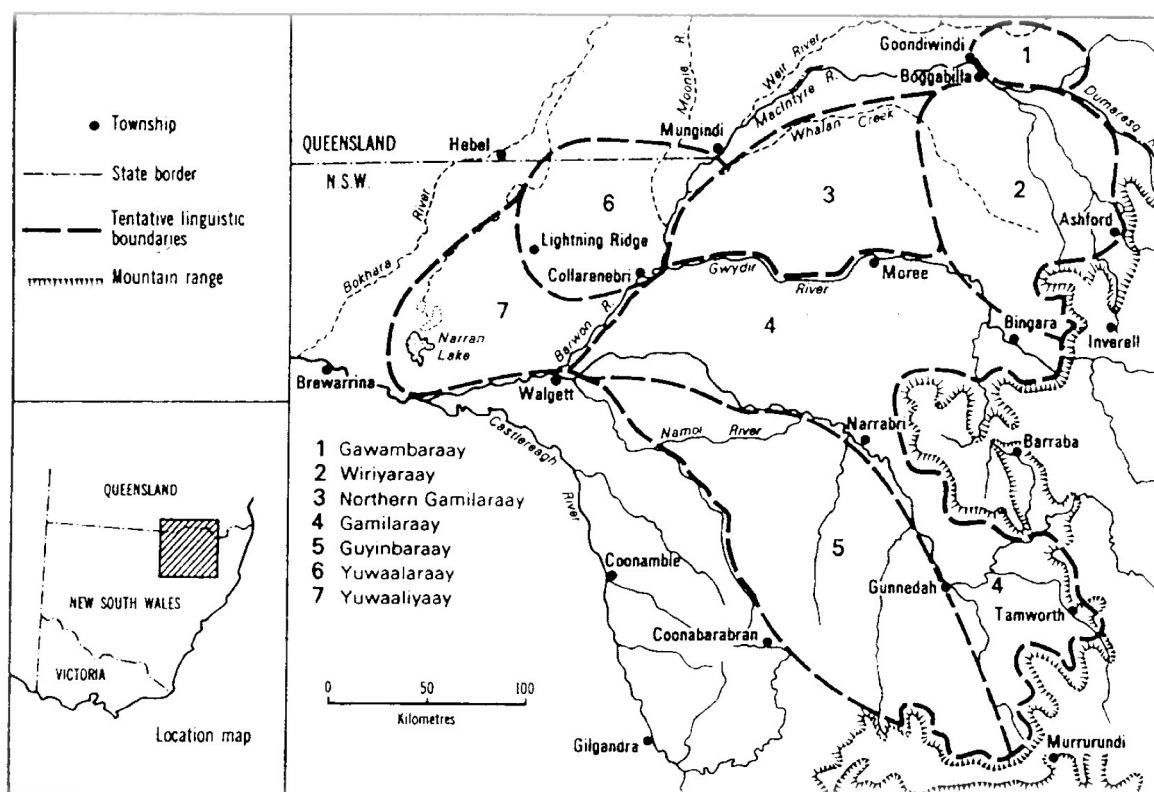 Township
State border
Tentative linguistic
boundaries
Mountain range
QUEENSLAND
NEW SOUTH WALES
VICTORIA
Location map
QUEENSLAND
N.S.W.
Goondiwindi
Boggabilla
1
Dumaresq
Weir River
Moonie R.
MacIntyre R.
Whalan Creek
Mungindi
Hebel
Bokhara River
6
3
2
Ashford
Lightning Ridge
Collarenebri
Gwydir
River
Moree
7
Narran
Lake
Barwon R.
4
Bingara
Inverell
Brewarrina
Walgett
Castlereagh
River
Namoi River
Narrabri
Barraba
1 Gawambaraay
2 Wiriyaraay
3 Northern Gamilaraay
4 Gamilaraay
5 Guyinbaraay
6 Yuwaalaraay
7 Yuwaaliyaay
5
Coonamble
Gunnedah
4
Tamworth
Coonabarabran
0 50 100
Kilometres
Gilgandra
Murrurundi